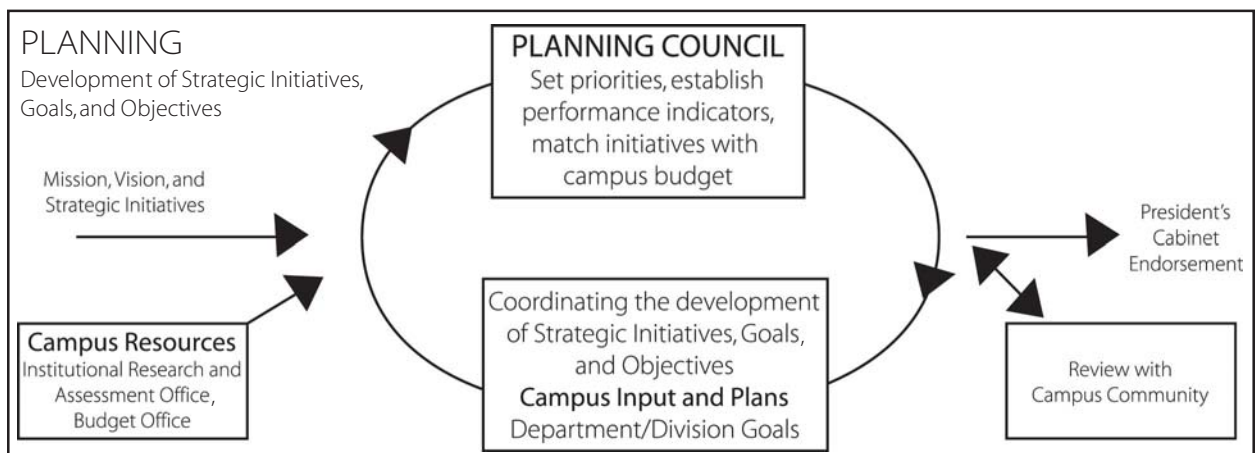 PLANNING
Development of Strategic Initiatives,
Goals, and Objectives
PLANNING COUNCIL
Set priorities, establish
performance indicators,
match initiatives with
campus budget
Mission, Vision, and
Strategic Initiatives
President's
Cabinet
Endorsement
Campus Resources
Institutional Research and
Assessment Office,
Budget Office
Coordinating the development
of Strategic Initiatives, Goals,
and Objectives
Campus Input and Plans
Department/Division Goals
Review with
Campus Community